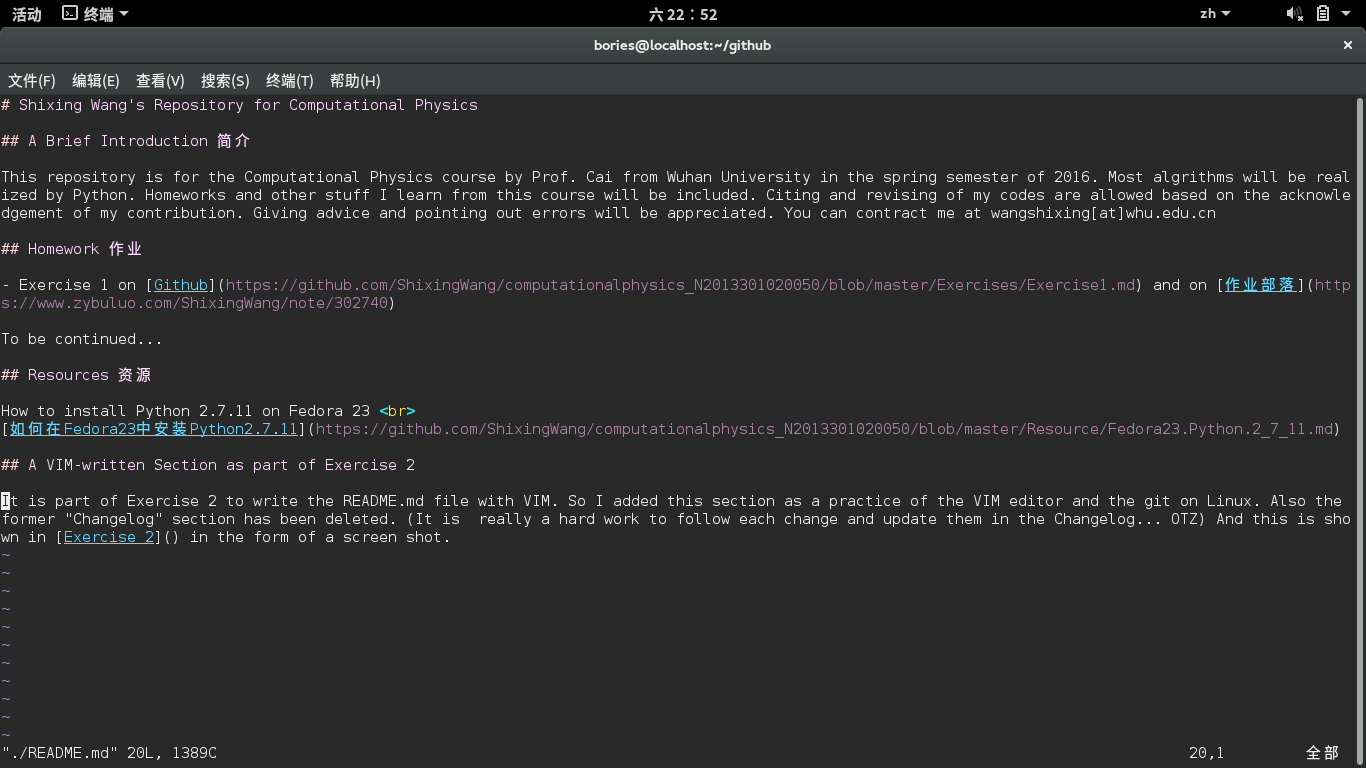 活动 终端 六 22：52 zh
bories@localhost:~/github ×
文件(F) 编辑(E) 查看(V) 搜索(S) 终端(T) 帮助(H)
# Shixing Wang's Repository for Computational Physics
## A Brief Introduction 简介
This repository is for the Computational Physics course by Prof. Cai from Wuhan University in the spring semester of 2016. Most algrithms will be real
ized by Python. Homeworks and other stuff I learn from this course will be included. Citing and revising of my codes are allowed based on the acknowle
dgement of my contribution. Giving advice and pointing out errors will be appreciated. You can contract me at wangshixing[at]whu.edu.cn
## Homework 作业
- Exercise 1 on [Github](https://github.com/ShixingWang/computationalphysics_N2013301020050/blob/master/Exercises/Exercise1.md) and on [作业部落](http
s://www.zybuluo.com/ShixingWang/note/302740)
To be continued...
## Resources 资源
How to install Python 2.7.11 on Fedora 23 <br>
[如何在Fedora23中安装Python2.7.11](https://github.com/ShixingWang/computationalphysics_N2013301020050/blob/master/Resource/Fedora23.Python.2_7_11.md)
## A VIM-written Section as part of Exercise 2
It is part of Exercise 2 to write the README.md file with VIM. So I added this section as a practice of the VIM editor and the git on Linux. Also the
former "Changelog" section has been deleted. (It is  really a hard work to follow each change and update them in the Changelog... OTZ) And this is sho
wn in [Exercise 2]() in the form of a screen shot.
~
~
~
~
~
~
~
~
~
~
~
"./README.md" 20L, 1389C 20,1 全部